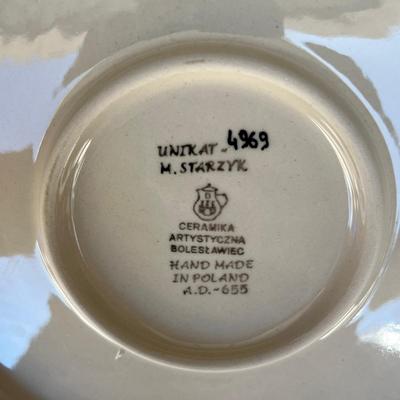 UNIKAT-4969
M. STARZYK
CERAMIKA
ARTYSTYCZNA
BOLESŁAWIEC
HAND MADE
IN POLAND
A.D.-655